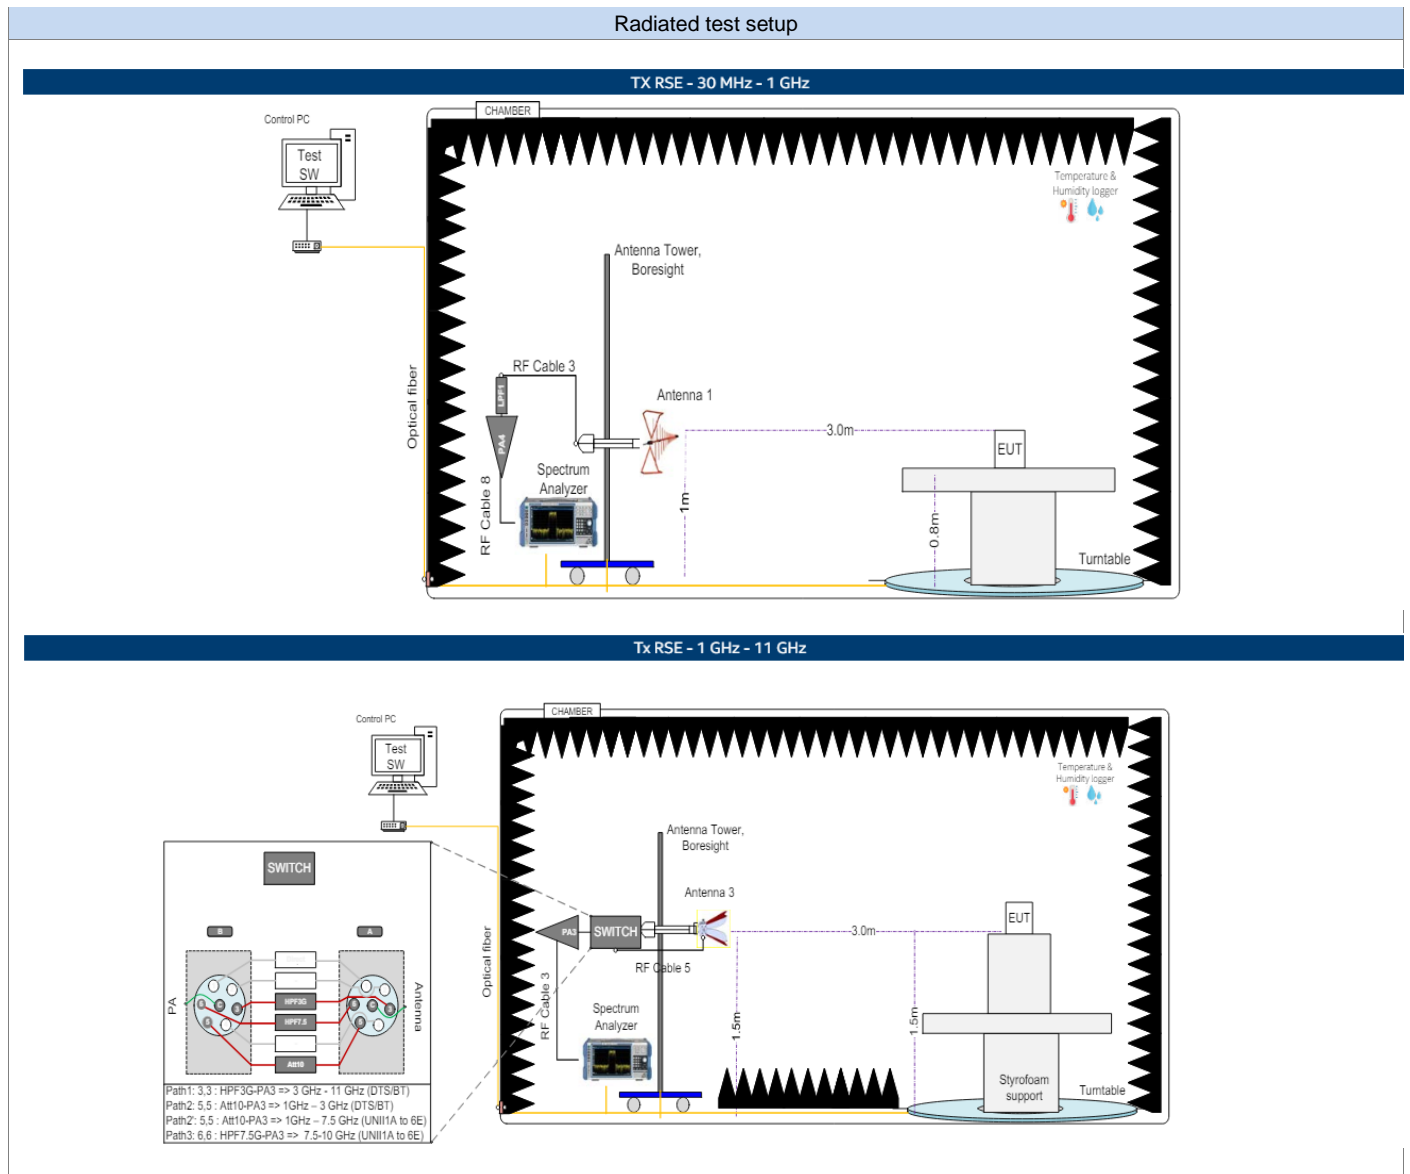 Radiated test setup
TX RSE - 30 MHz - 1 GHz
CHAMBER
Control PC
Test
SW
Temperature &
Humidity logger
Antenna Tower,
Boresight
Optical fiber
RF Cable 3
LPF1
PA4
Antenna 1
3.0m
EUT
Spectrum
Analyzer
RF Cable 8
1m
0.8m
Turntable
Tx RSE - 1 GHz - 11 GHz
CHAMBER
Control PC
Test
SW
Temperature &
Humidity logger
Antenna Tower,
Boresight
SWITCH
Antenna 3
EUT
PA3
SWITCH
3.0m
B
A
Optical fiber
RF Cable 5
RF Cable 3
PA
Antenna
HPF3G
HPF7.5
Att10
Spectrum
Analyzer
1.5m
1.5m
Styrofoam
support
Turntable
Path1: 3,3 : HPF3G-PA3 => 3 GHz - 11 GHz (DTS/BT)
Path2: 5,5 : Att10-PA3 => 1GHz – 3 GHz (DTS/BT)
Path2': 5,5 : Att10-PA3 => 1GHz – 7.5 GHz (UNII1A to 6E)
Path3: 6,6 : HPF7.5G-PA3 => 7.5-10 GHz (UNII1A to 6E)